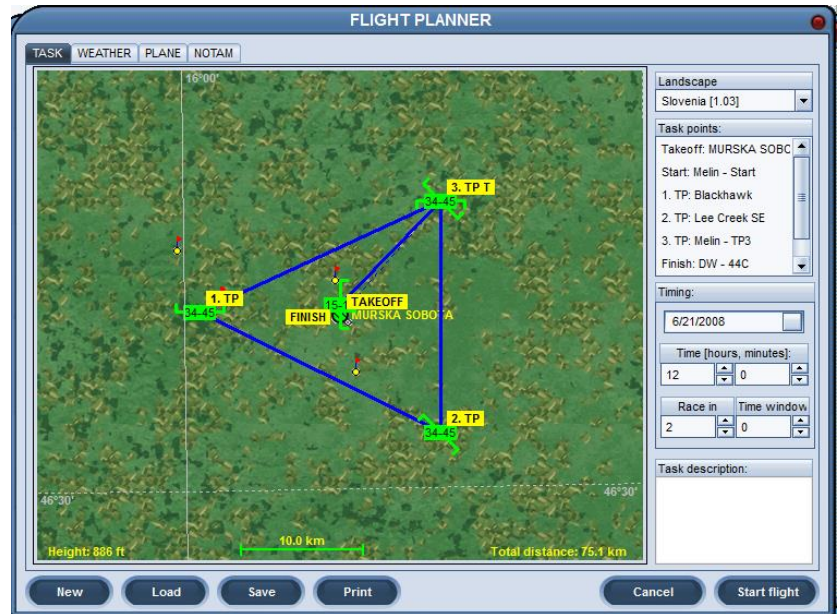 FLIGHT PLANNER
TASK WEATHER PLANE NOTAM
16°00'
3. TP T
34-45
1. TP
34-45
TAKEOFF
FINISH
MURSKA SOBOTA
2. TP
34-45
46°30'
46°30'
Height: 886 ft
10.0 km
Total distance: 75.1 km
Landscape
Slovenia [1.03]
Task points:
Takeoff: MURSKA SOBO
Start: Melin - Start
1. TP: Blackhawk
2. TP: Lee Creek SE
3. TP: Melin - TP3
Finish: DW - 44C
Timing:
6/21/2008
Time [hours, minutes]:
12 0
Race in Time window
2 0
Task description:
New Load Save Print Cancel Start flight